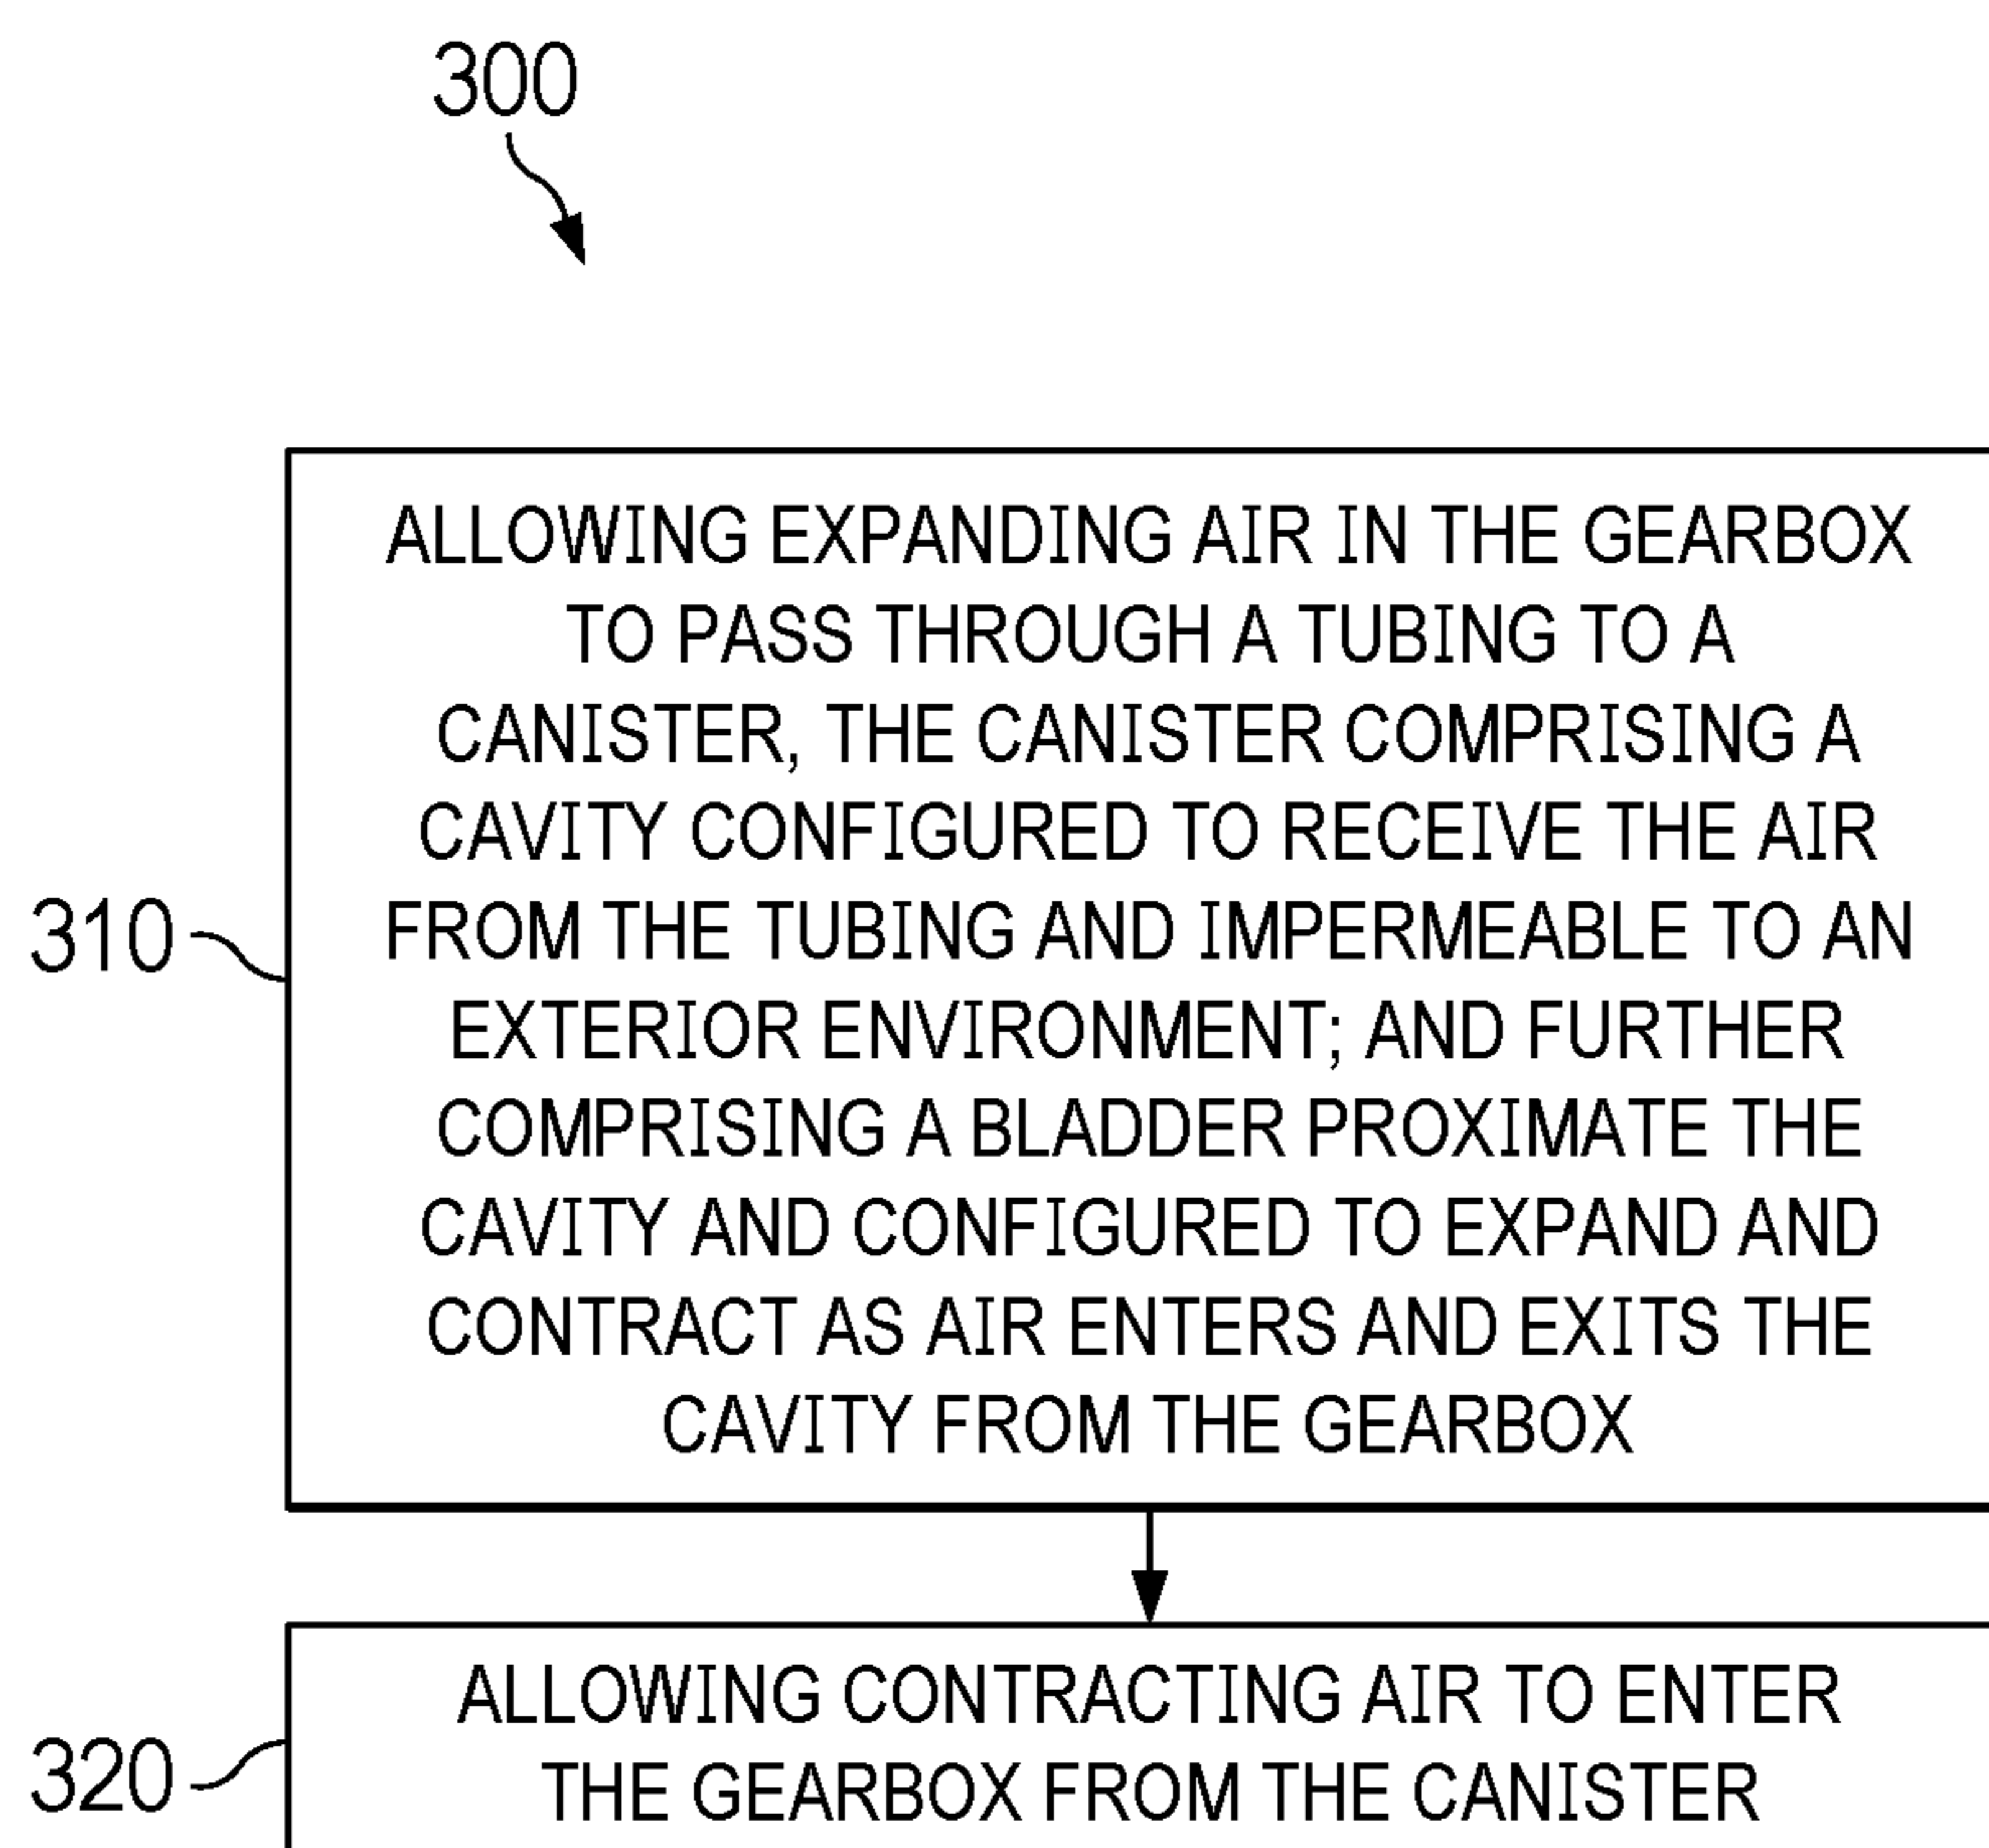 300
ALLOWING EXPANDING AIR IN THE GEARBOX
TO PASS THROUGH A TUBING TO A
CANISTER, THE CANISTER COMPRISING A
CAVITY CONFIGURED TO RECEIVE THE AIR
FROM THE TUBING AND IMPERMEABLE TO AN
EXTERIOR ENVIRONMENT; AND FURTHER
COMPRISING A BLADDER PROXIMATE THE
CAVITY AND CONFIGURED TO EXPAND AND
CONTRACT AS AIR ENTERS AND EXITS THE
CAVITY FROM THE GEARBOX
310
ALLOWING CONTRACTING AIR TO ENTER
THE GEARBOX FROM THE CANISTER
320